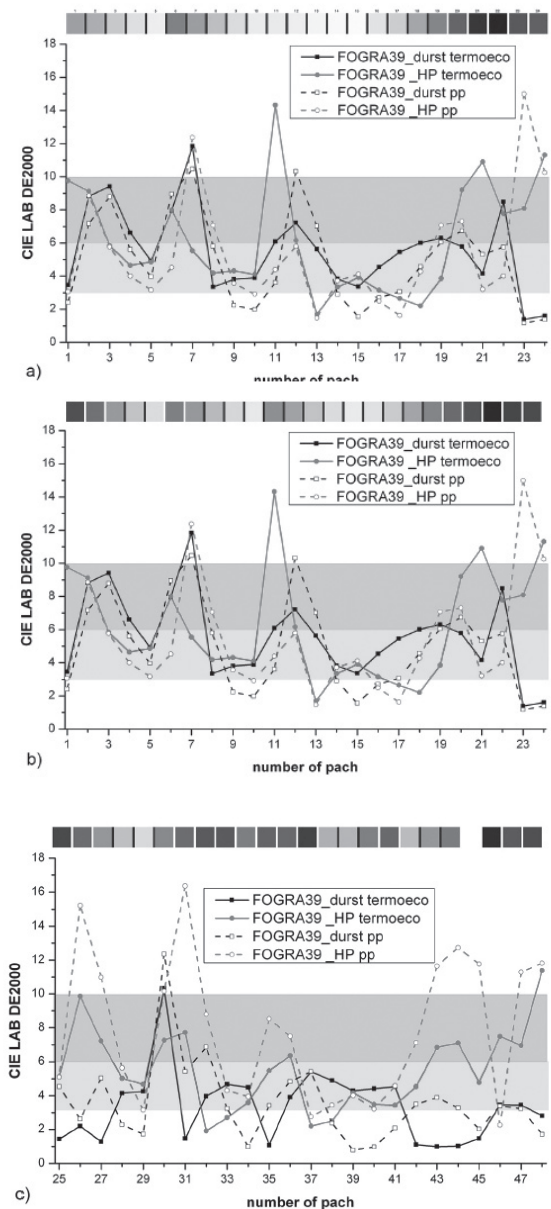 CIE LAB DE2000
18
16
14
12
10
8
6
4
2
0
FOGRA39_durst termoeco
FOGRA39 _HP termoeco
FOGRA39_durst pp
FOGRA39 _HP pp
1 3 5 7 9 11 13 15 17 19 21 23
number of pach
a)
CIE LAB DE2000
18
16
14
12
10
8
6
4
2
0
FOGRA39_durst termoeco
FOGRA39 _HP termoeco
FOGRA39_durst pp
FOGRA39 _HP pp
1 3 5 7 9 11 13 15 17 19 21 23
number of pach
b)
CIE LAB DE2000
18
16
14
12
10
8
6
4
2
0
FOGRA39_durst termoeco
FOGRA39 _HP termoeco
FOGRA39_durst pp
FOGRA39 _HP pp
25 27 29 31 33 35 37 39 41 43 45 47
number of pach
c)